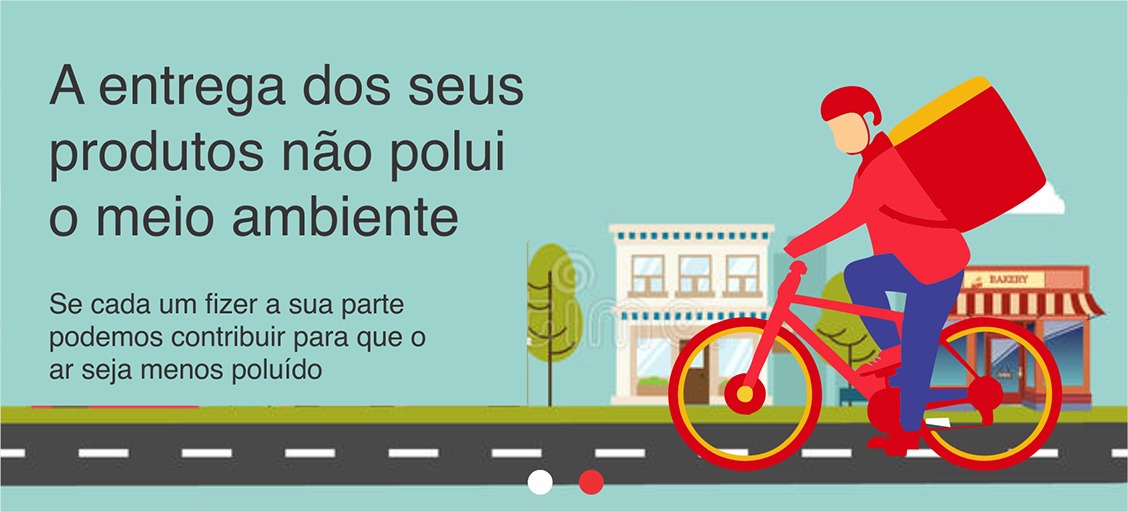 A entrega dos seus
produtos não polui
o meio ambiente
Se cada um fizer a sua parte
podemos contribuir para que o
ar seja menos poluído
BAKERY